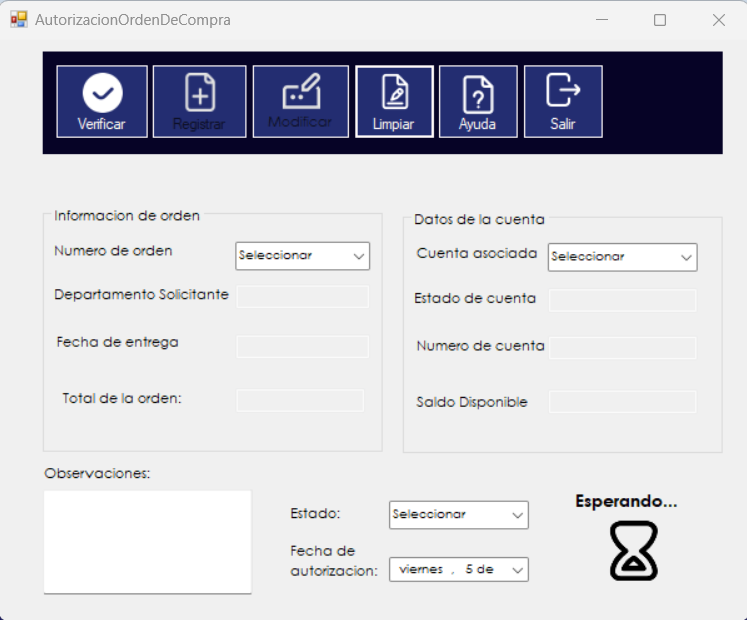 AutorizacionOrdenDeCompra
Verificar
Registrar
Modificar
Limpiar
Ayuda
Salir
Informacion de orden
Numero de orden
Seleccionar
Departamento Solicitante
Fecha de entrega
Total de la orden:
Datos de la cuenta
Cuenta asociada
Seleccionar
Estado de cuenta
Numero de cuenta
Saldo Disponible
Observaciones:
Estado:
Seleccionar
Fecha de
autorizacion:
viernes , 5 de
Esperando...